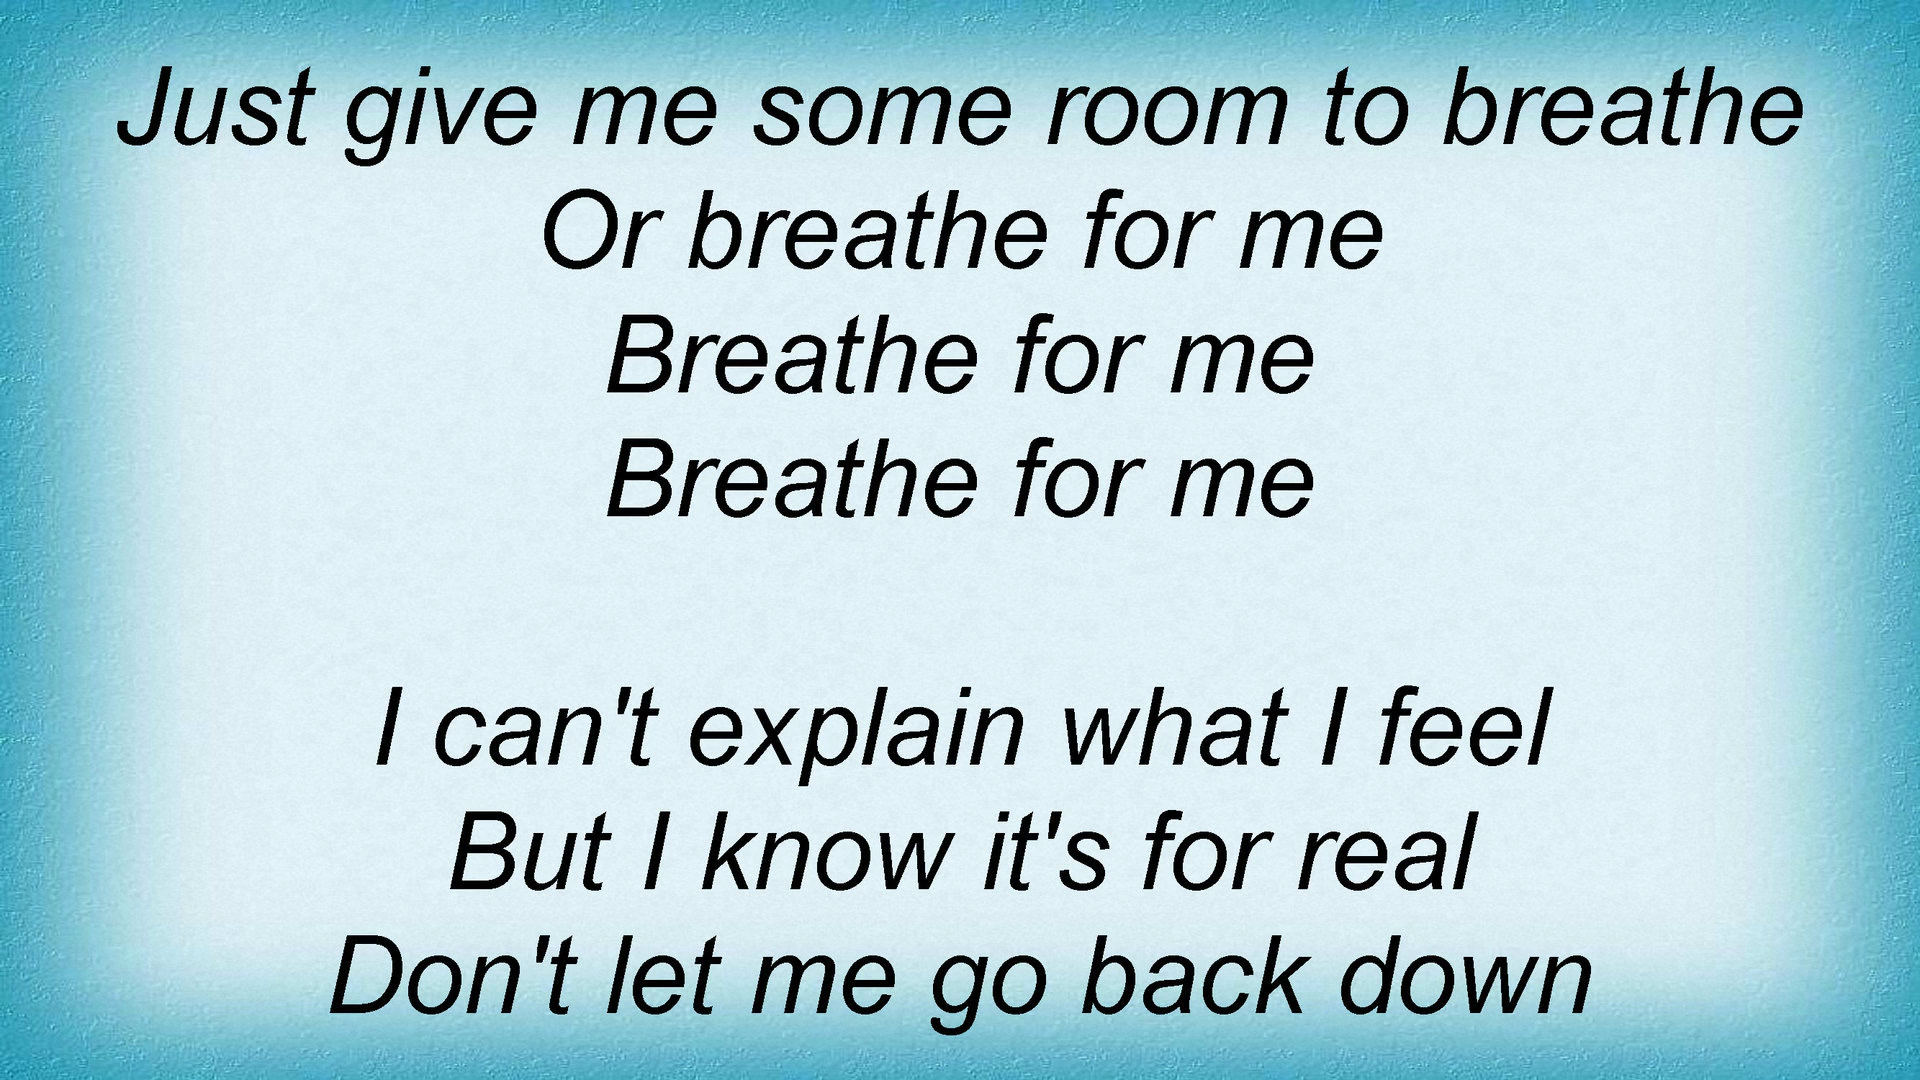 Just give me some room to breathe
Or breathe for me
Breathe for me
Breathe for me
I can't explain what I feel
But I know it's for real
Don't let me go back down